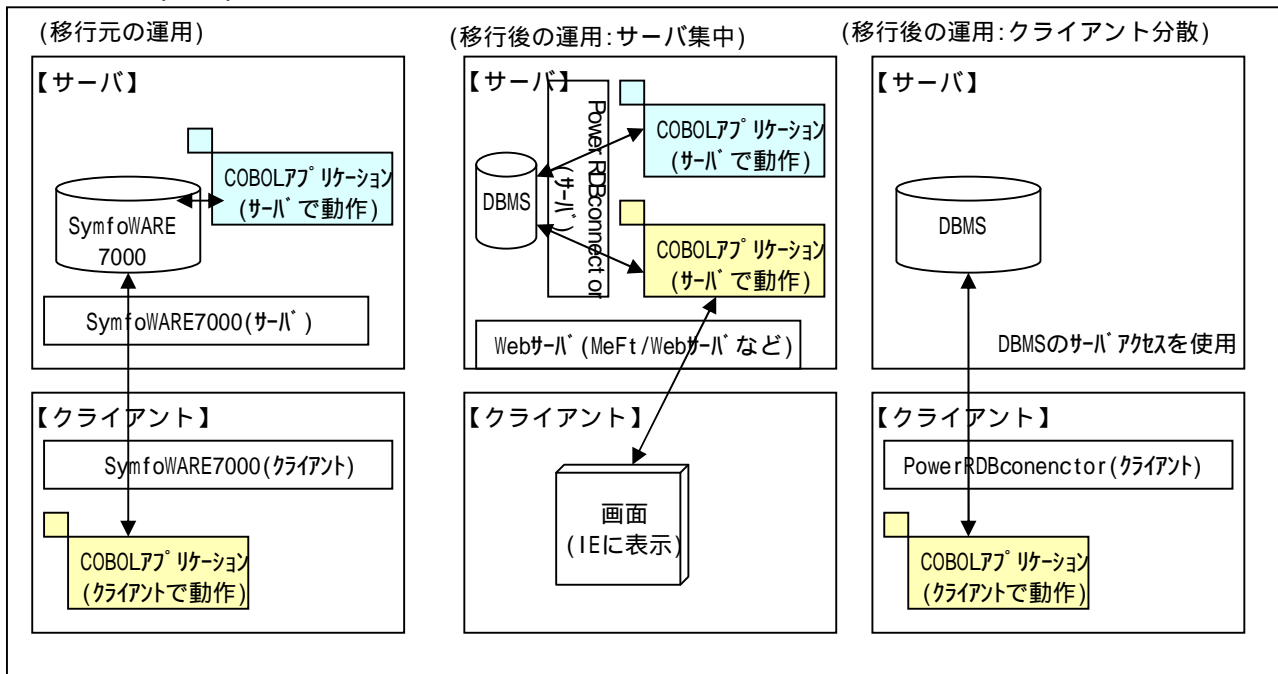 (移行元の運用)
【サーバ】
COBOLｱﾌﾟﾘｹｰｼｮﾝ
(ｻｰﾊﾞで動作)
SymfoWARE
7000
SymfoWARE7000(ｻｰﾊﾞ)
【クライアント】
SymfoWARE7000(ｸﾗｲｱﾝﾄ)
COBOLｱﾌﾟﾘｹｰｼｮﾝ
(ｸﾗｲｱﾝﾄで動作)
(移行後の運用:サーバ集中)
【サーバ】
PowerRDBconnector
(ｻｰﾊﾞ)
DBMS
COBOLｱﾌﾟﾘｹｰｼｮﾝ
(ｻｰﾊﾞで動作)
COBOLｱﾌﾟﾘｹｰｼｮﾝ
(ｻｰﾊﾞで動作)
Webｻｰﾊﾞ(MeFt/Webｻｰﾊﾞなど)
【クライアント】
画面
(IEに表示)
(移行後の運用:クライアント分散)
【サーバ】
DBMS
DBMSのｻｰﾊﾞｱｸｾｽを使用
【クライアント】
PowerRDBconenctor(ｸﾗｲｱﾝﾄ)
COBOLｱﾌﾟﾘｹｰｼｮﾝ
(ｸﾗｲｱﾝﾄで動作)